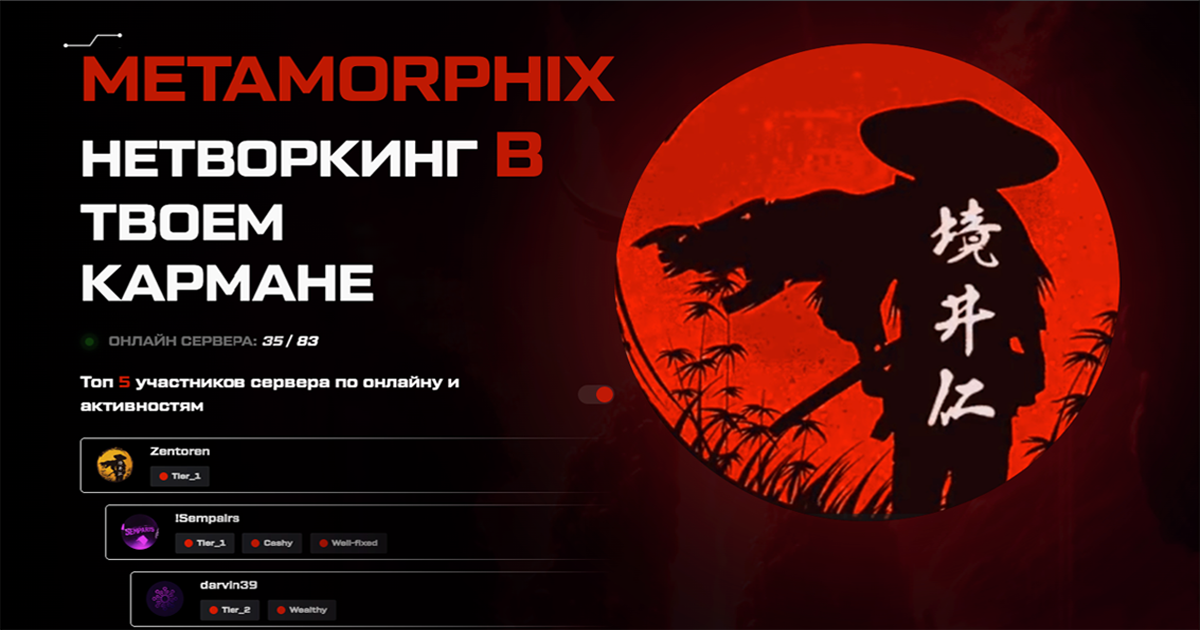 METAMORPHIX
НЕТВОРКИНГ В
ТВОЕМ
КАРМАНЕ
ОНЛАЙН СЕРВЕРА: 35 / 83
Топ 5 участников сервера по онлайну и
активностям
Zentoren
Tier_1
!Sempairs
Tier_1 Cashy Well-fixed
darvin39
Tier_2 Wealthy
境
井
仁